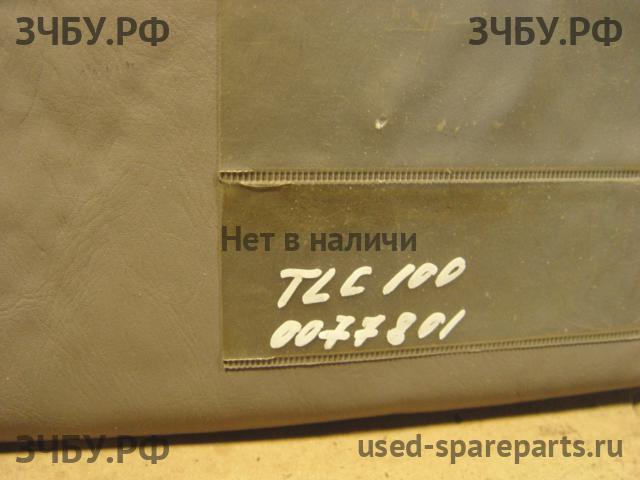 ЗЧБУ.РФ ЗЧБУ.РФ
Нет в наличи
TLC 100
0077801
ЗЧБУ.РФ used-spareparts.ru